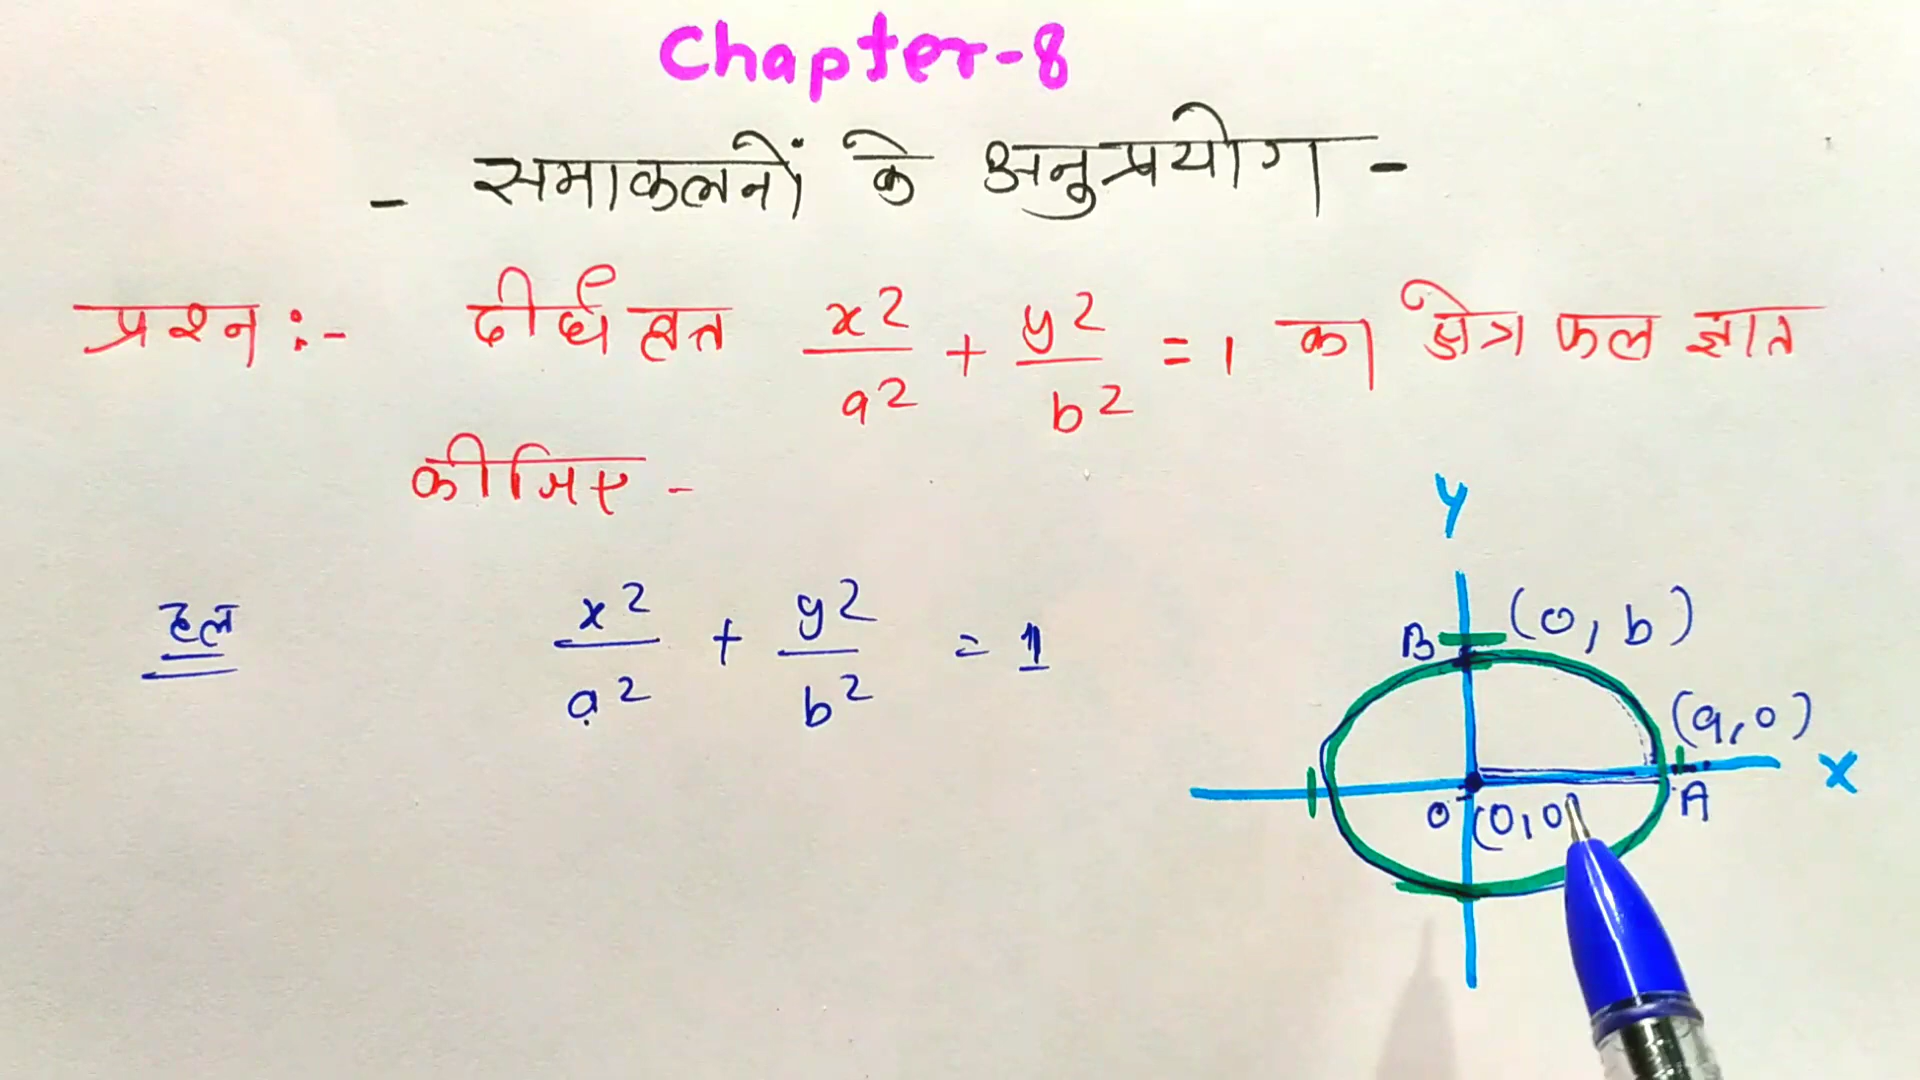 Chapter-8
- समाकलनों के अनुप्रयोग -
प्रश्न :- दीर्घवृत्त x²/a² + y²/b² = 1 का क्षेत्रफल ज्ञात
कीजिए -
हल x²/a² + y²/b² = 1
Y
B (0, b)
(a, 0)
X
O (0, 0
A